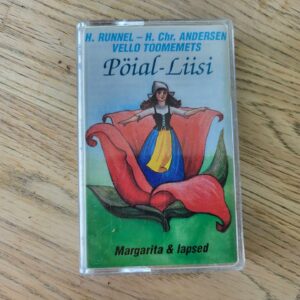 H. RUNNEL – H. Chr. ANDERSEN
VELLO TOOMEMETS
Pöial-Liisi
Margarita & lapsed